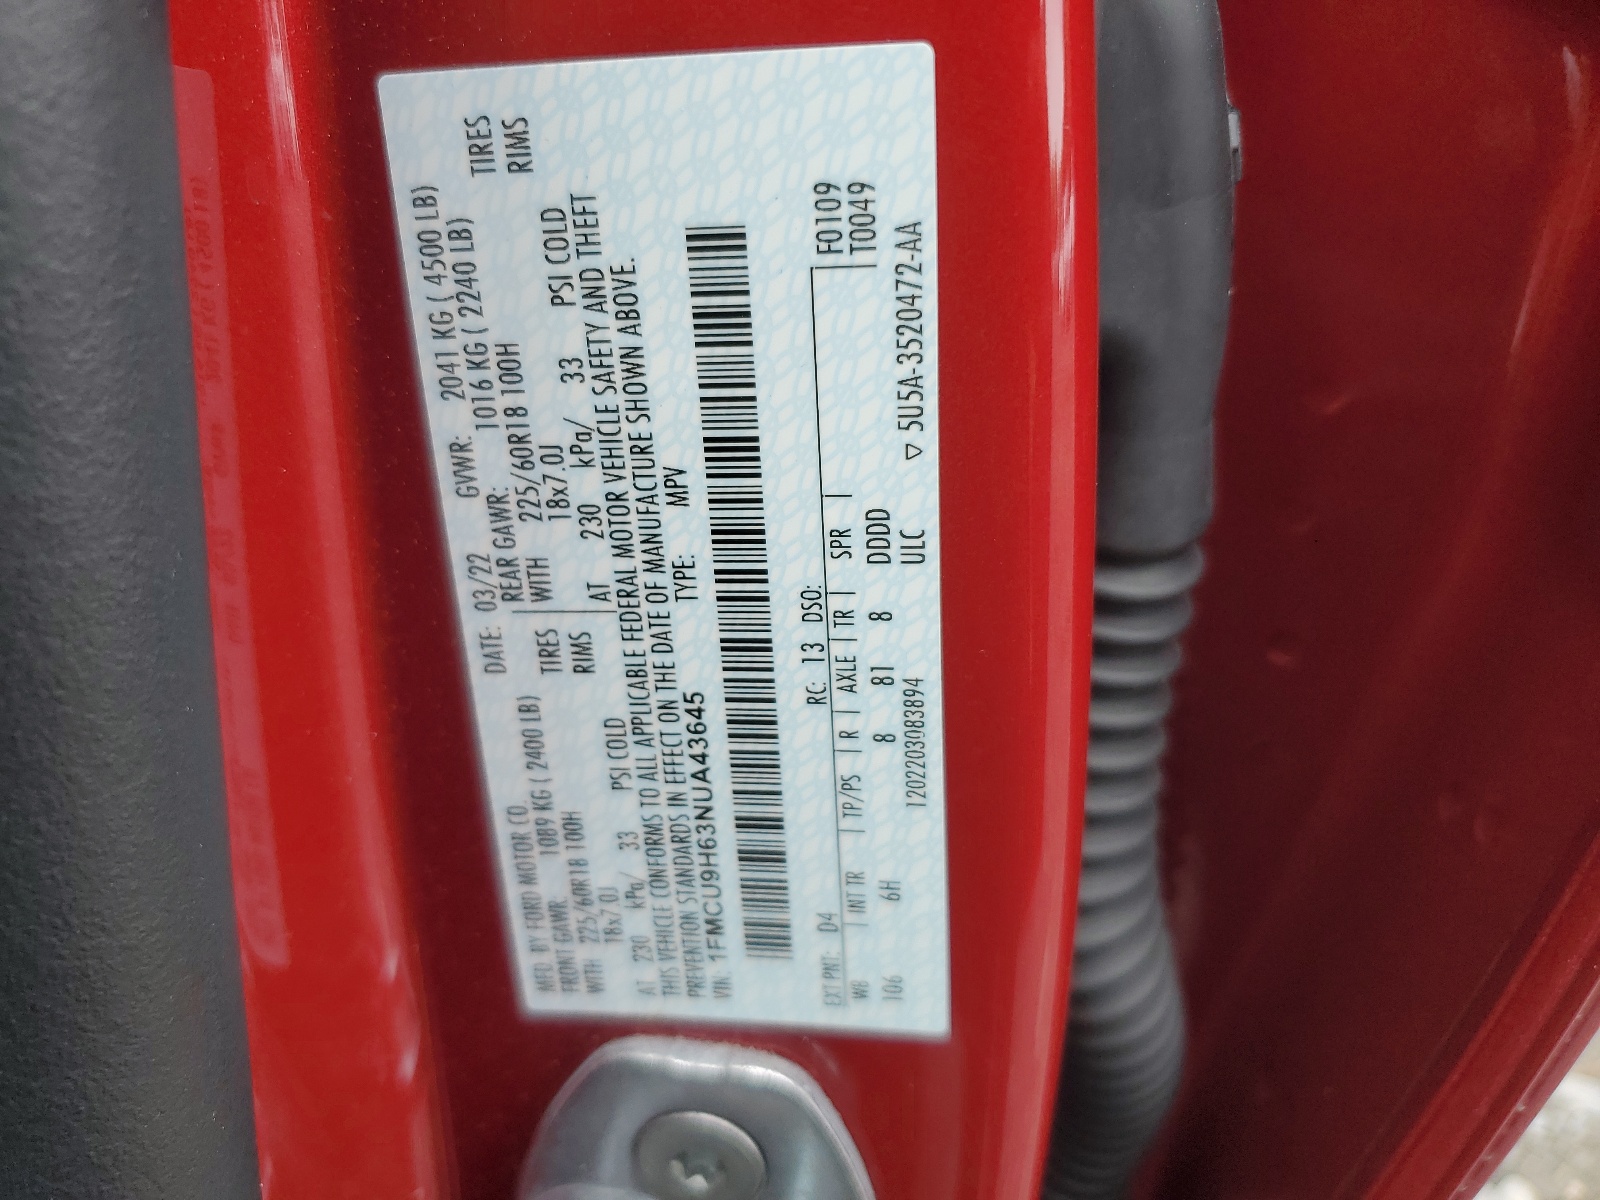 MFD. BY FORD MOTOR CO. DATE: 03/22 GVWR: 2041 KG ( 4500 LB)
FRONT GAWR: 1089 KG ( 2400 LB) REAR GAWR: 1016 KG ( 2240 LB)
WITH 225/60R18 100H TIRES WITH 225/60R18 100H TIRES
18x7.0J RIMS 18x7.0J RIMS
AT 230 kPa/ 33 PSI COLD AT 230 kPa/ 33 PSI COLD
THIS VEHICLE CONFORMS TO ALL APPLICABLE FEDERAL MOTOR VEHICLE SAFETY AND THEFT
PREVENTION STANDARDS IN EFFECT ON THE DATE OF MANUFACTURE SHOWN ABOVE.
VIN: 1FMCU9H63NUA43645 TYPE: MPV
EXT PNT: D4 RC: 13 DSO: F0109
WB | INT TR | TP/PS | R | AXLE | TR | SPR | T0049
106 6H 8 81 8 DDDD
1202203083894 ULC ▽ 5U5A-3520472-AA